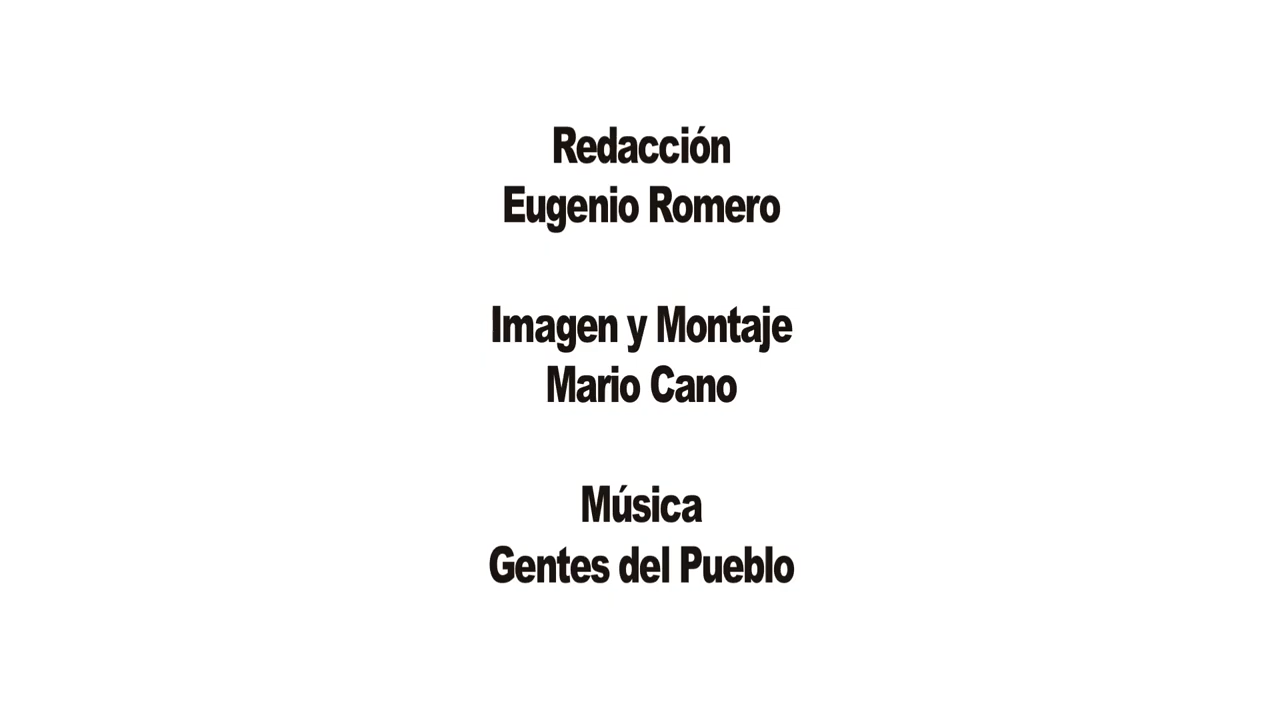 Redacción
Eugenio Romero
Imagen y Montaje
Mario Cano
Música
Gentes del Pueblo